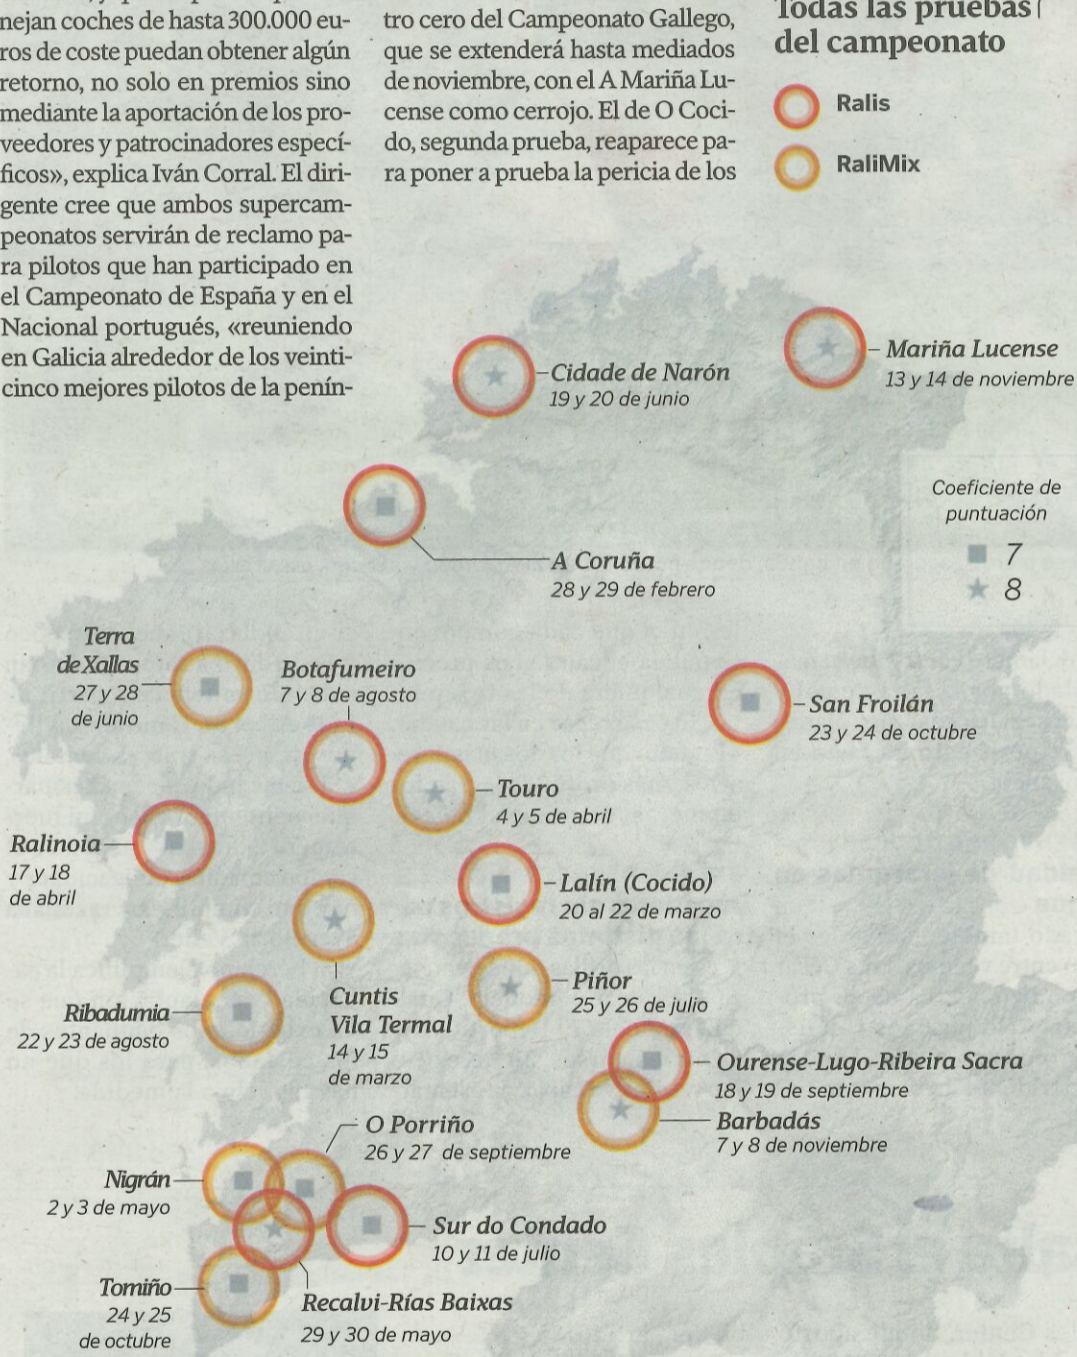 nejan coches de hasta 300.000 eu-
ros de coste puedan obtener algún
retorno, no solo en premios sino
mediante la aportación de los pro-
veedores y patrocinadores especí-
ficos», explica Iván Corral. El diri-
gente cree que ambos supercam-
peonatos servirán de reclamo pa-
ra pilotos que han participado en
el Campeonato de España y en el
Nacional portugués, «reuniendo
en Galicia alrededor de los veinti-
cinco mejores pilotos de la penín-
tro cero del Campeonato Gallego,
que se extenderá hasta mediados
de noviembre, con el A Mariña Lu-
cense como cerrojo. El de O Coci-
do, segunda prueba, reaparece pa-
ra poner a prueba la pericia de los
Todas las pruebas
del campeonato
Ralis
RaliMix
Mariña Lucense
13 y 14 de noviembre
Cidade de Narón
19 y 20 de junio
Coeficiente de
puntuación
7
8
A Coruña
28 y 29 de febrero
Terra
de Xallas
27 y 28
de junio
Botafumeiro
7 y 8 de agosto
San Froilán
23 y 24 de octubre
Touro
4 y 5 de abril
Ralinoia
17 y 18
de abril
Lalín (Cocido)
20 al 22 de marzo
Cuntis
Vila Termal
14 y 15
de marzo
Piñor
25 y 26 de julio
Ribadumia
22 y 23 de agosto
Ourense-Lugo-Ribeira Sacra
18 y 19 de septiembre
Barbadás
7 y 8 de noviembre
O Porriño
26 y 27 de septiembre
Nigrán
2 y 3 de mayo
Sur do Condado
10 y 11 de julio
Tomiño
24 y 25
de octubre
Recalvi-Rías Baixas
29 y 30 de mayo